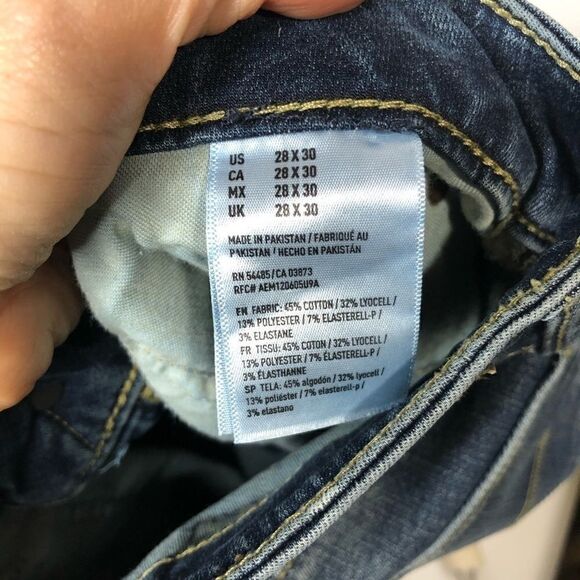 US 28 X 30
CA 28 X 30
MX 28 X 30
UK 28 X 30
MADE IN PAKISTAN / FABRIQUÉ AU
PAKISTAN / HECHO EN PAKISTÁN
RN 54485/CA 03873
RFC# AEM120605U9A
EN FABRIC: 45% COTTON / 32% LYOCELL /
13% POLYESTER / 7% ELASTERELL-P /
3% ELASTANE
FR TISSU: 45% COTON / 32% LYOCELL /
13% POLYESTER / 7% ELASTERELL-P /
3% ÉLASTHANNE
SP TELA: 45% algodón / 32% lyocell /
13% poliéster / 7% elasterell-p /
3% elastano